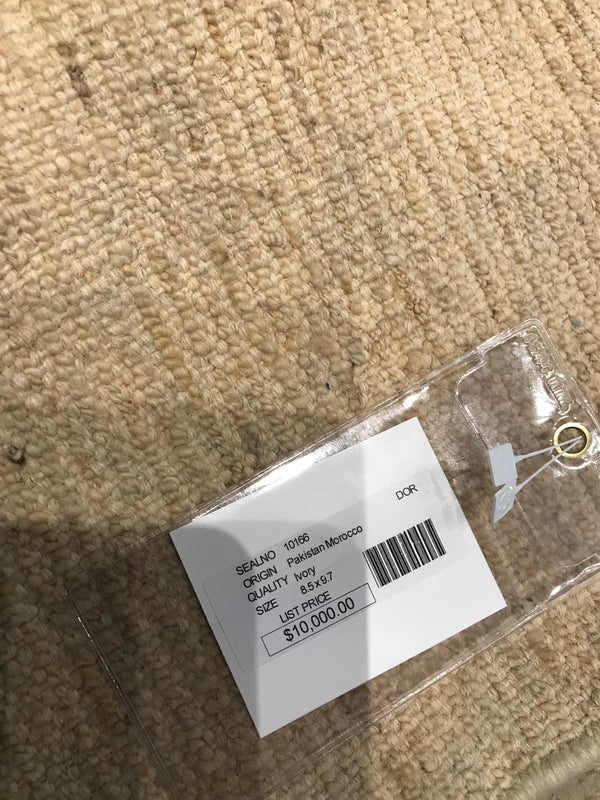 DOR
SEALNO 10166
ORIGIN Pakistan Morocco
QUALITY Ivory
SIZE 8.5 x 9.7
LIST PRICE
$10,000.00